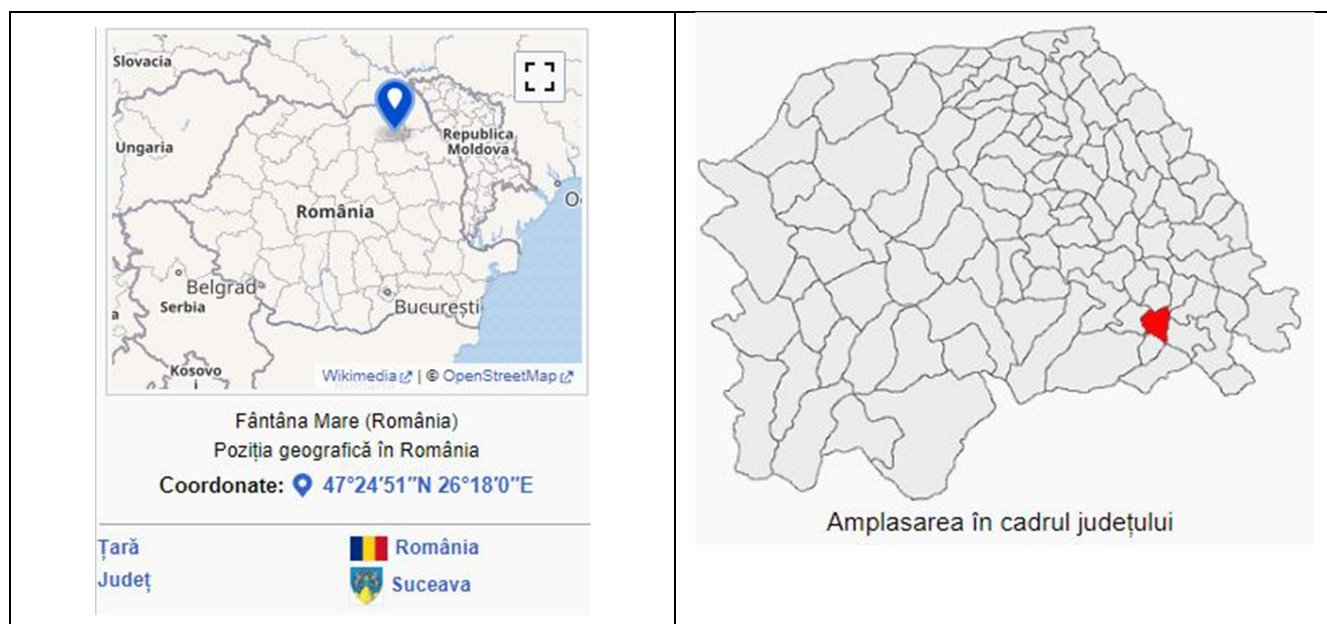 Slovacia
Ungaria
Republica
Moldova
România
O
Belgrad
Serbia
București
Kosovo
Wikimedia | © OpenStreetMap
Fântâna Mare (România)
Poziția geografică în România
Coordonate: 47°24′51″N 26°18′0″E
Țară România
Județ Suceava
Amplasarea în cadrul județului